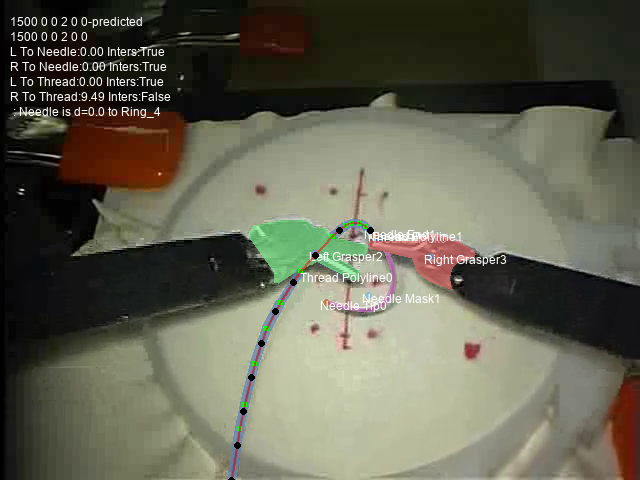 1500 0 0 2 0 0-predicted
1500 0 0 2 0 0
L To Needle:0.00 Inters:True
R To Needle:0.00 Inters:True
L To Thread:0.00 Inters:True
R To Thread:9.49 Inters:False
: Needle is d=0.0 to Ring_4
Needle Polyline1
Left Grasper2
Right Grasper3
Thread Polyline0
Needle Mask1
Needle Tip0